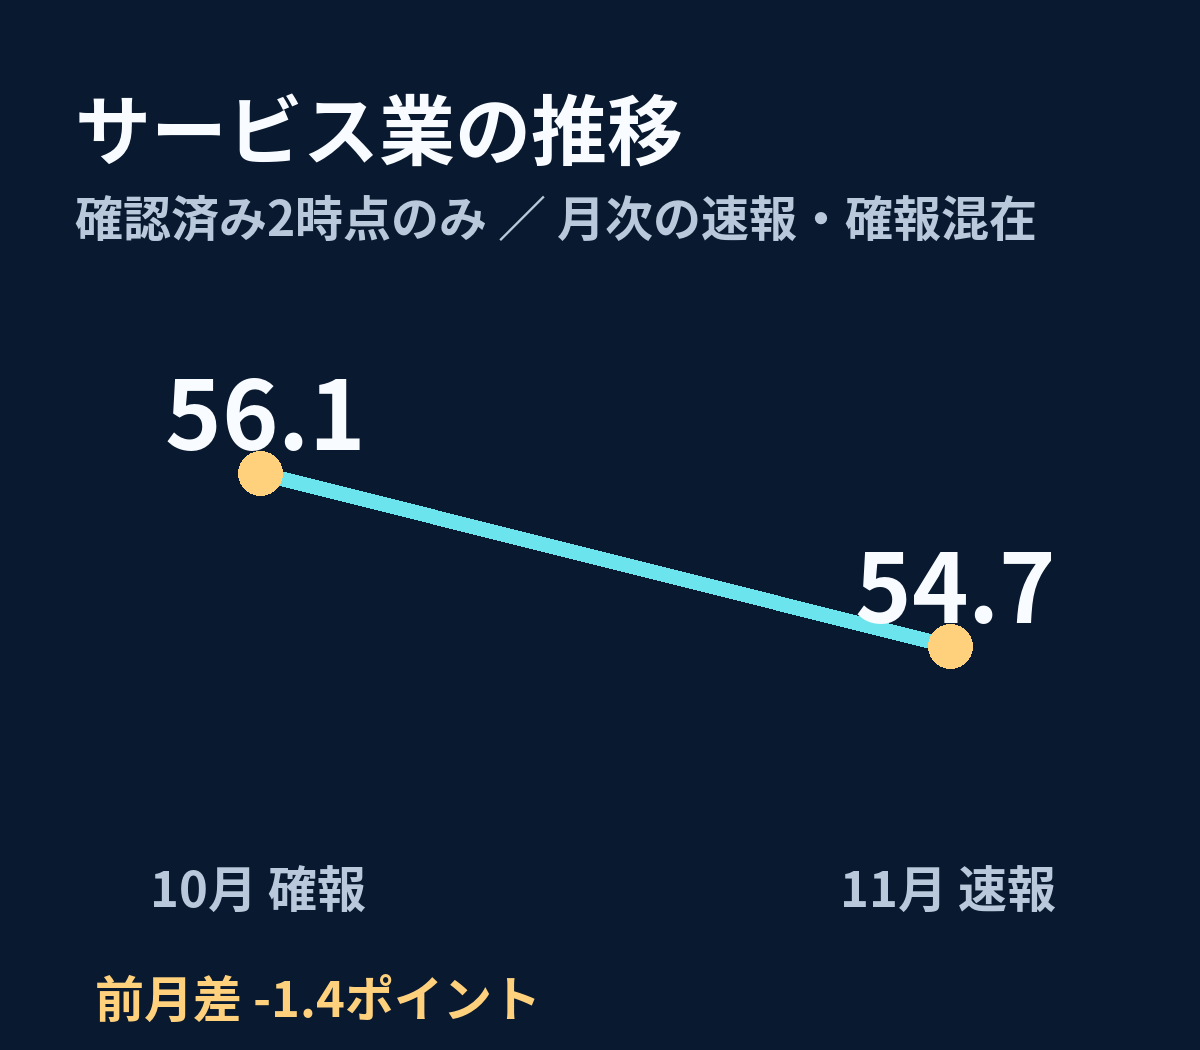 サービス業の推移
確認済み2時点のみ ／ 月次の速報・確報混在
56.1
54.7
10月 確報
11月 速報
前月差 -1.4ポイント